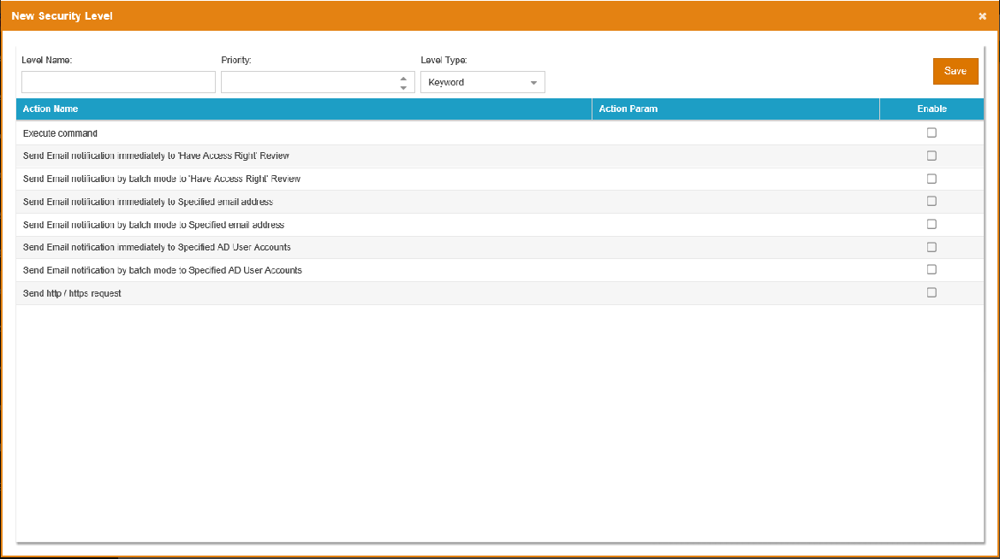 New Security Level
Level Name: Priority: Level Type:
Keyword
Save
Action Name Action Param Enable
Execute command
Send Email notification immediately to 'Have Access Right' Review
Send Email notification by batch mode to 'Have Access Right' Review
Send Email notification immediately to Specified email address
Send Email notification by batch mode to Specified email address
Send Email notification immediately to Specified AD User Accounts
Send Email notification by batch mode to Specified AD User Accounts
Send http / https request